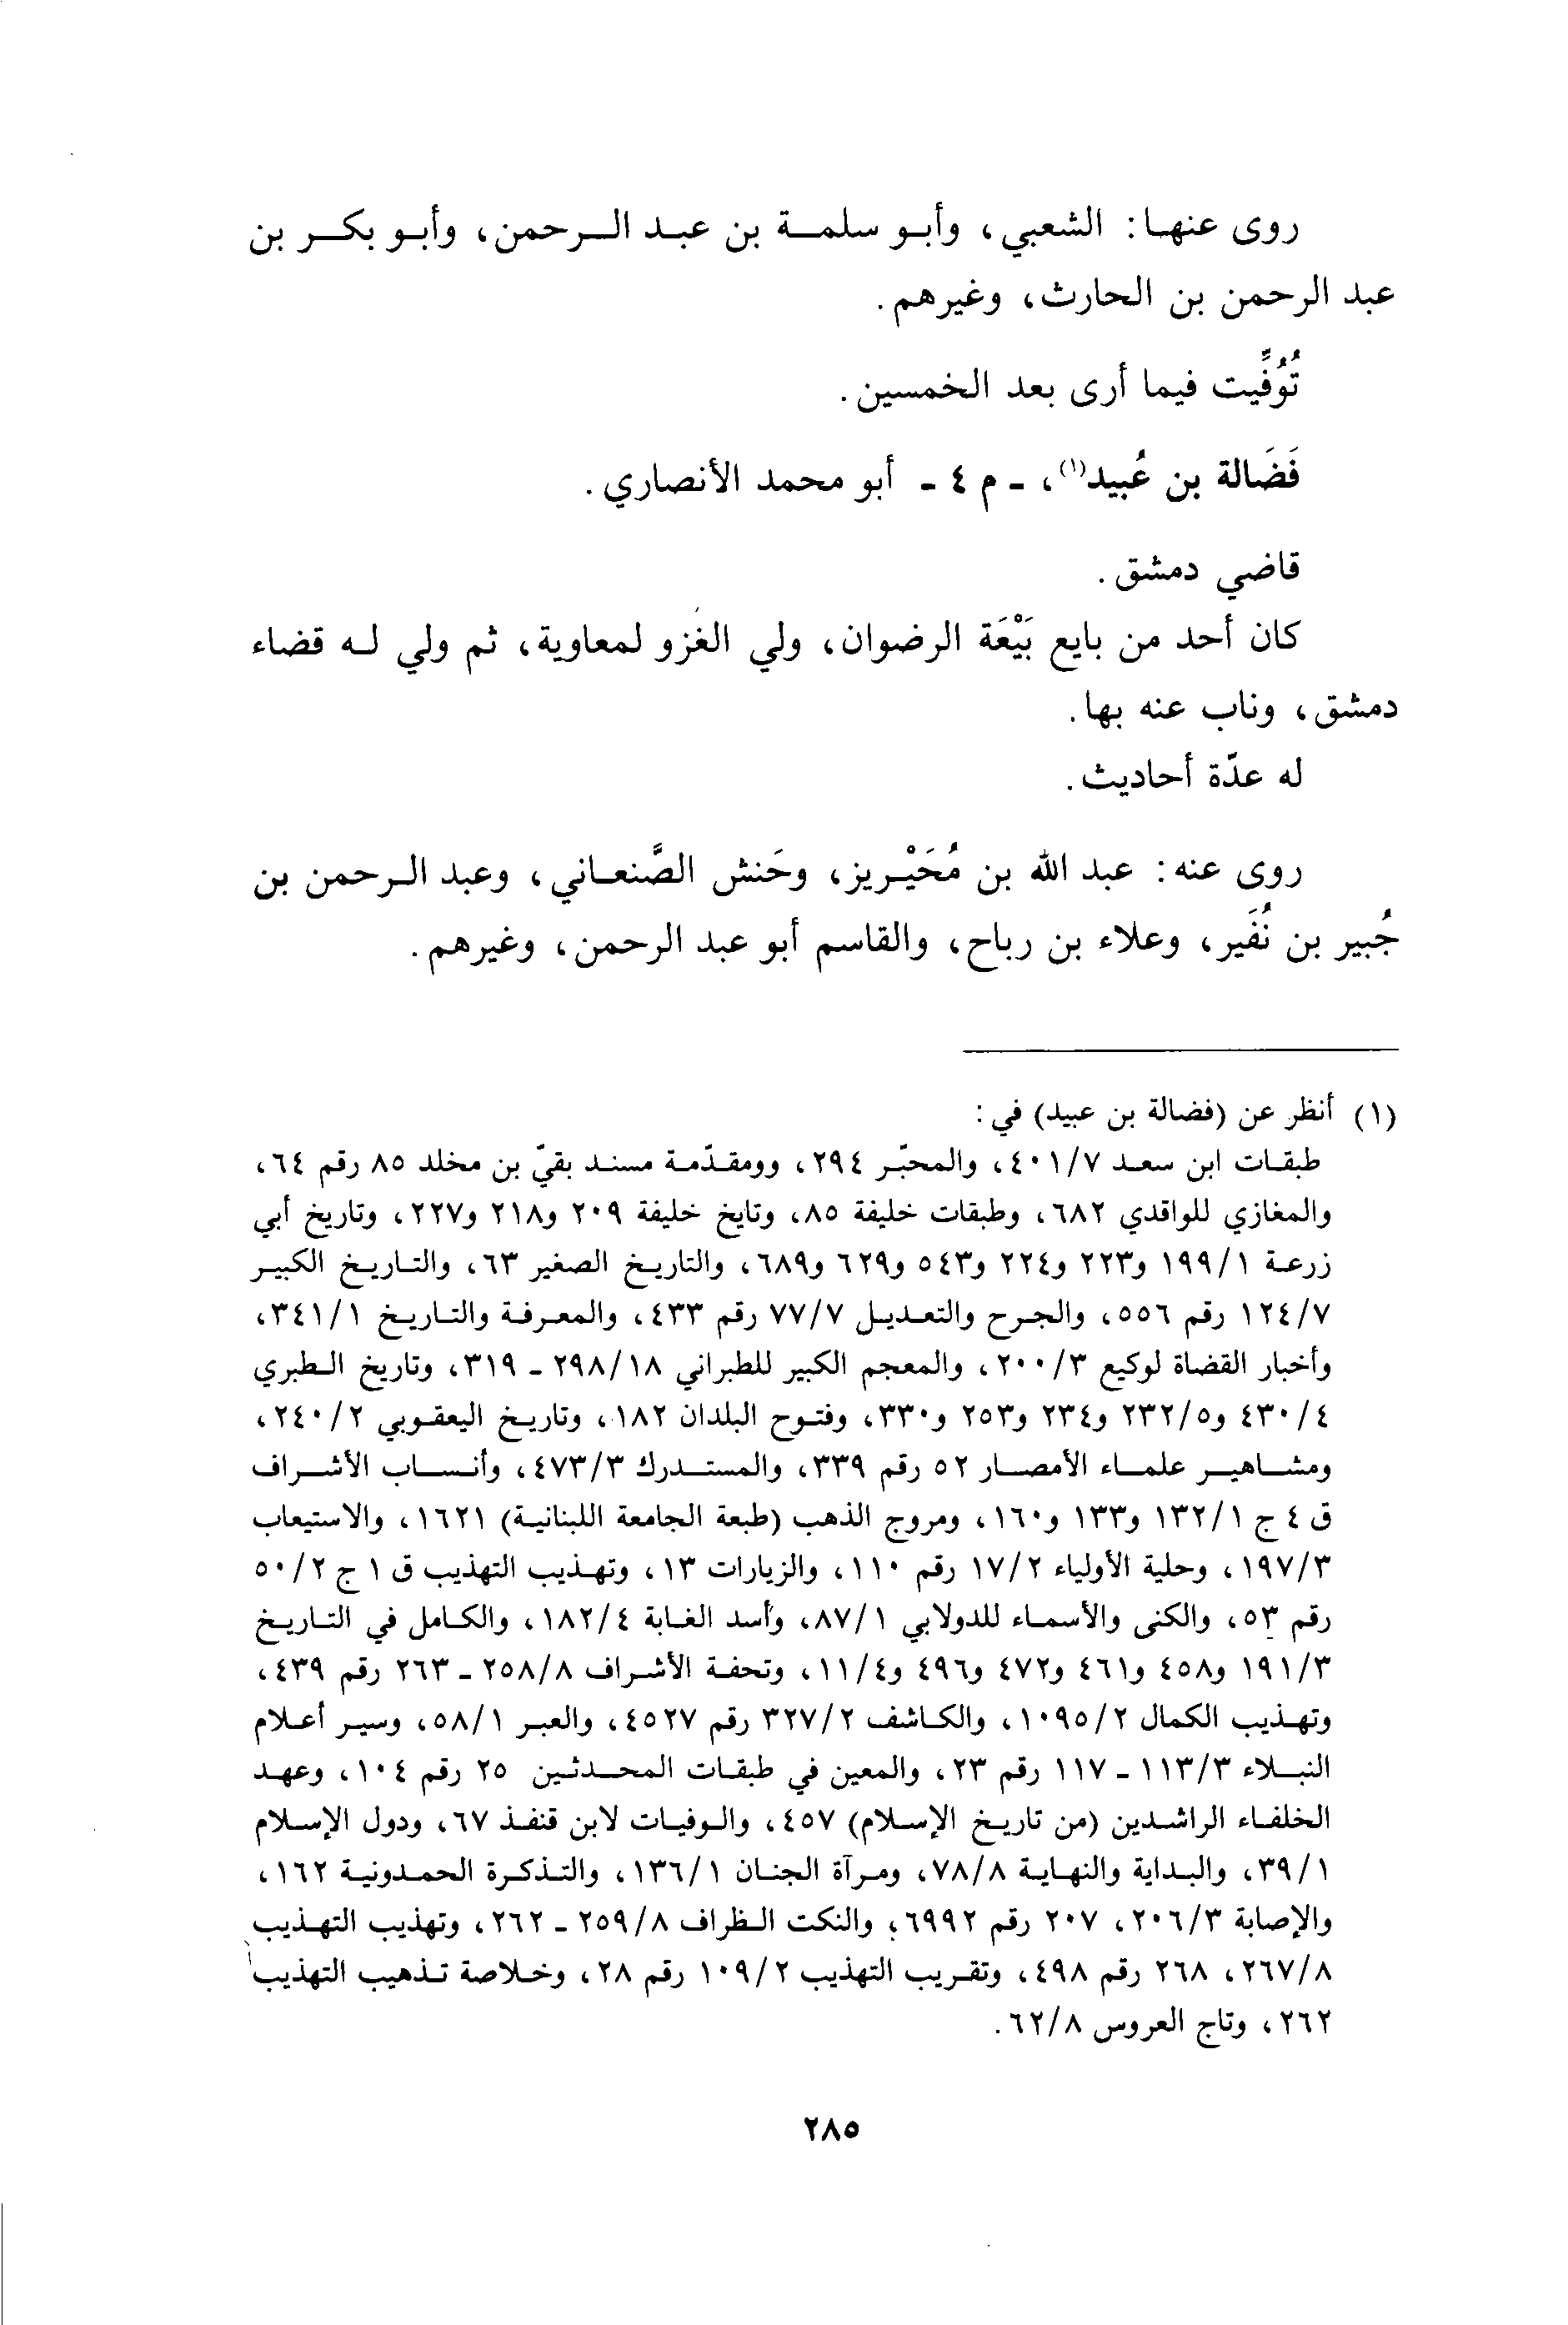 روى عنها: الشعبي، وأبو سلمة بن عبد الرحمن، وأبو بكر بن
عبد الرحمن بن الحارث، وغيرهم.
تُوُفِّيت فيما أرى بعد الخمسين.
فَضَالة بن عُبيد(١)، ـ م ٤ ـ أبو محمد الأنصاري.
قاضي دمشق.
كان أحد من بايع بَيْعَة الرضوان، ولي الغزو لمعاوية، ثم ولي له قضاء
دمشق، وناب عنه بها.
له عدّة أحاديث.
روى عنه: عبد الله بن مُحَيْريز، وحَنش الصَّنعاني، وعبد الرحمن بن
جُبير بن نُفَير، وعلاء بن رباح، والقاسم أبو عبد الرحمن، وغيرهم.
(١) أنظر عن (فضالة بن عبيد) في:
طبقات ابن سعد ٤٠١/٧، والمحبّر ٢٩٤، وومقدّمة مسند بقيّ بن مخلد ٨٥ رقم ٦٤،
والمغازي للواقدي ٦٨٢، وطبقات خليفة ٨٥، وتايخ خليفة ٢٠٩ و٢١٨ و٢٢٧، وتاريخ أبي
زرعة ١٩٩/١ و٢٢٣ و٢٢٤ و٥٤٣ و٦٢٩ و٦٨٩، والتاريخ الصغير ٦٣، والتاريخ الكبير
١٢٤/٧ رقم ٥٥٦، والجرح والتعديل ٧٧/٧ رقم ٤٣٣، والمعرفة والتاريخ ٣٤١/١،
وأخبار القضاة لوكيع ٢٠٠/٣، والمعجم الكبير للطبراني ٢٩٨/١٨ ـ ٣١٩، وتاريخ الطبري
٤٣٠/٤ و٢٣٢/٥ و٢٣٤ و٢٥٣ و٣٣٠، وفتوح البلدان ١٨٢، وتاريخ اليعقوبي ٢٤٠/٢،
ومشاهير علماء الأمصار ٥٢ رقم ٣٣٩، والمستدرك ٤٧٣/٣، وأنساب الأشراف
ق ٤ ج ١٣٢/١ و١٣٣ و١٦٠، ومروج الذهب (طبعة الجامعة اللبنانية) ١٦٢١، والاستيعاب
١٩٧/٣، وحلية الأولياء ١٧/٢ رقم ١١٠، والزيارات ١٣، وتهذيب التهذيب ق ١ ج ٥٠/٢
رقم ٥٣، والكنى والأسماء للدولابي ٨٧/١، وأسد الغابة ١٨٢/٤، والكامل في التاريخ
١٩١/٣ و٤٥٨ و٤٦١ و٤٧٢ و٤٩٦ و١١/٤، وتحفة الأشراف ٢٥٨/٨ ـ ٢٦٣ رقم ٤٣٩،
وتهذيب الكمال ١٠٩٥/٢، والكاشف ٣٢٧/٢ رقم ٤٥٢٧، والعبر ٥٨/١، وسير أعلام
النبلاء ١١٣/٣ ـ ١١٧ رقم ٢٣، والمعين في طبقات المحدثين ٢٥ رقم ١٠٤، وعهد
الخلفاء الراشدين (من تاريخ الإسلام) ٤٥٧، والوفيات لابن قنفذ ٦٧، ودول الإسلام
٣٩/١، والبداية والنهاية ٧٨/٨، ومرآة الجنان ١٣٦/١، والتذكرة الحمدونية ١٦٢،
والإصابة ٢٠٦/٣، ٢٠٧ رقم ٦٩٩٢، والنكت الظراف ٢٥٩/٨ ـ ٢٦٢، وتهذيب التهذيب
٢٦٧/٨، ٢٦٨ رقم ٤٩٨، وتقريب التهذيب ١٠٩/٢ رقم ٢٨، وخلاصة تذهيب التهذيب
٢٦٢، وتاج العروس ٦٢/٨.
٢٨٥